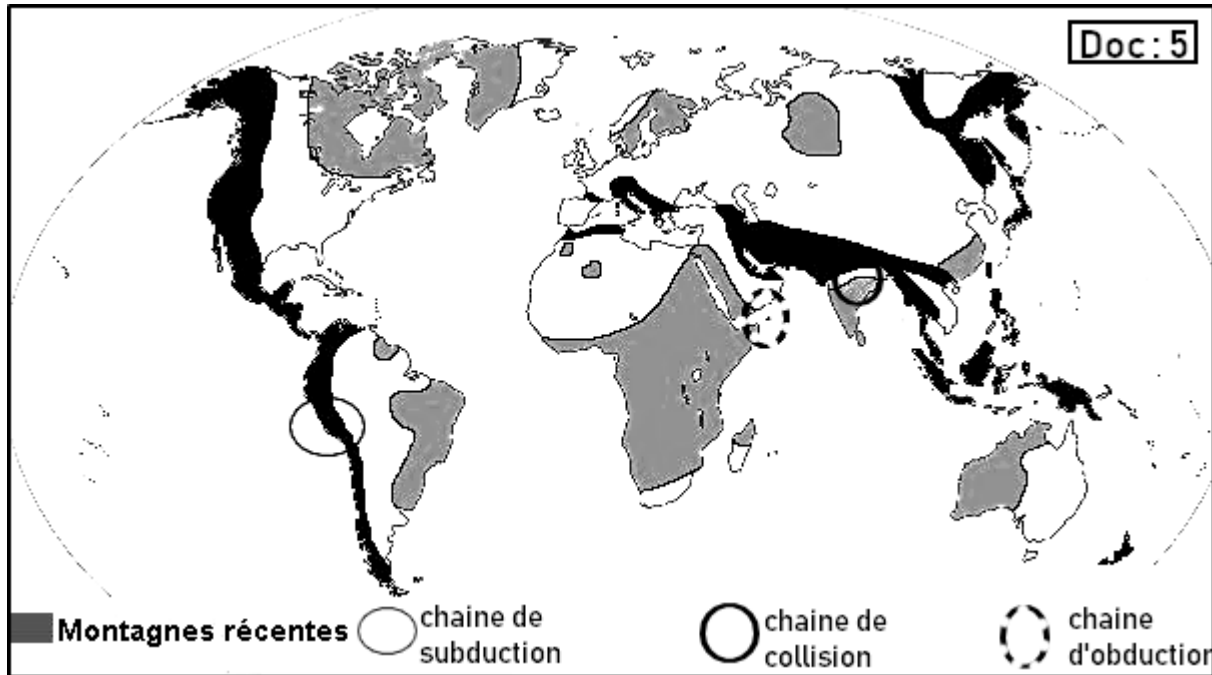 Doc:5
Montagnes récentes
chaine de
subduction
chaine de
collision
chaine
d'obduction